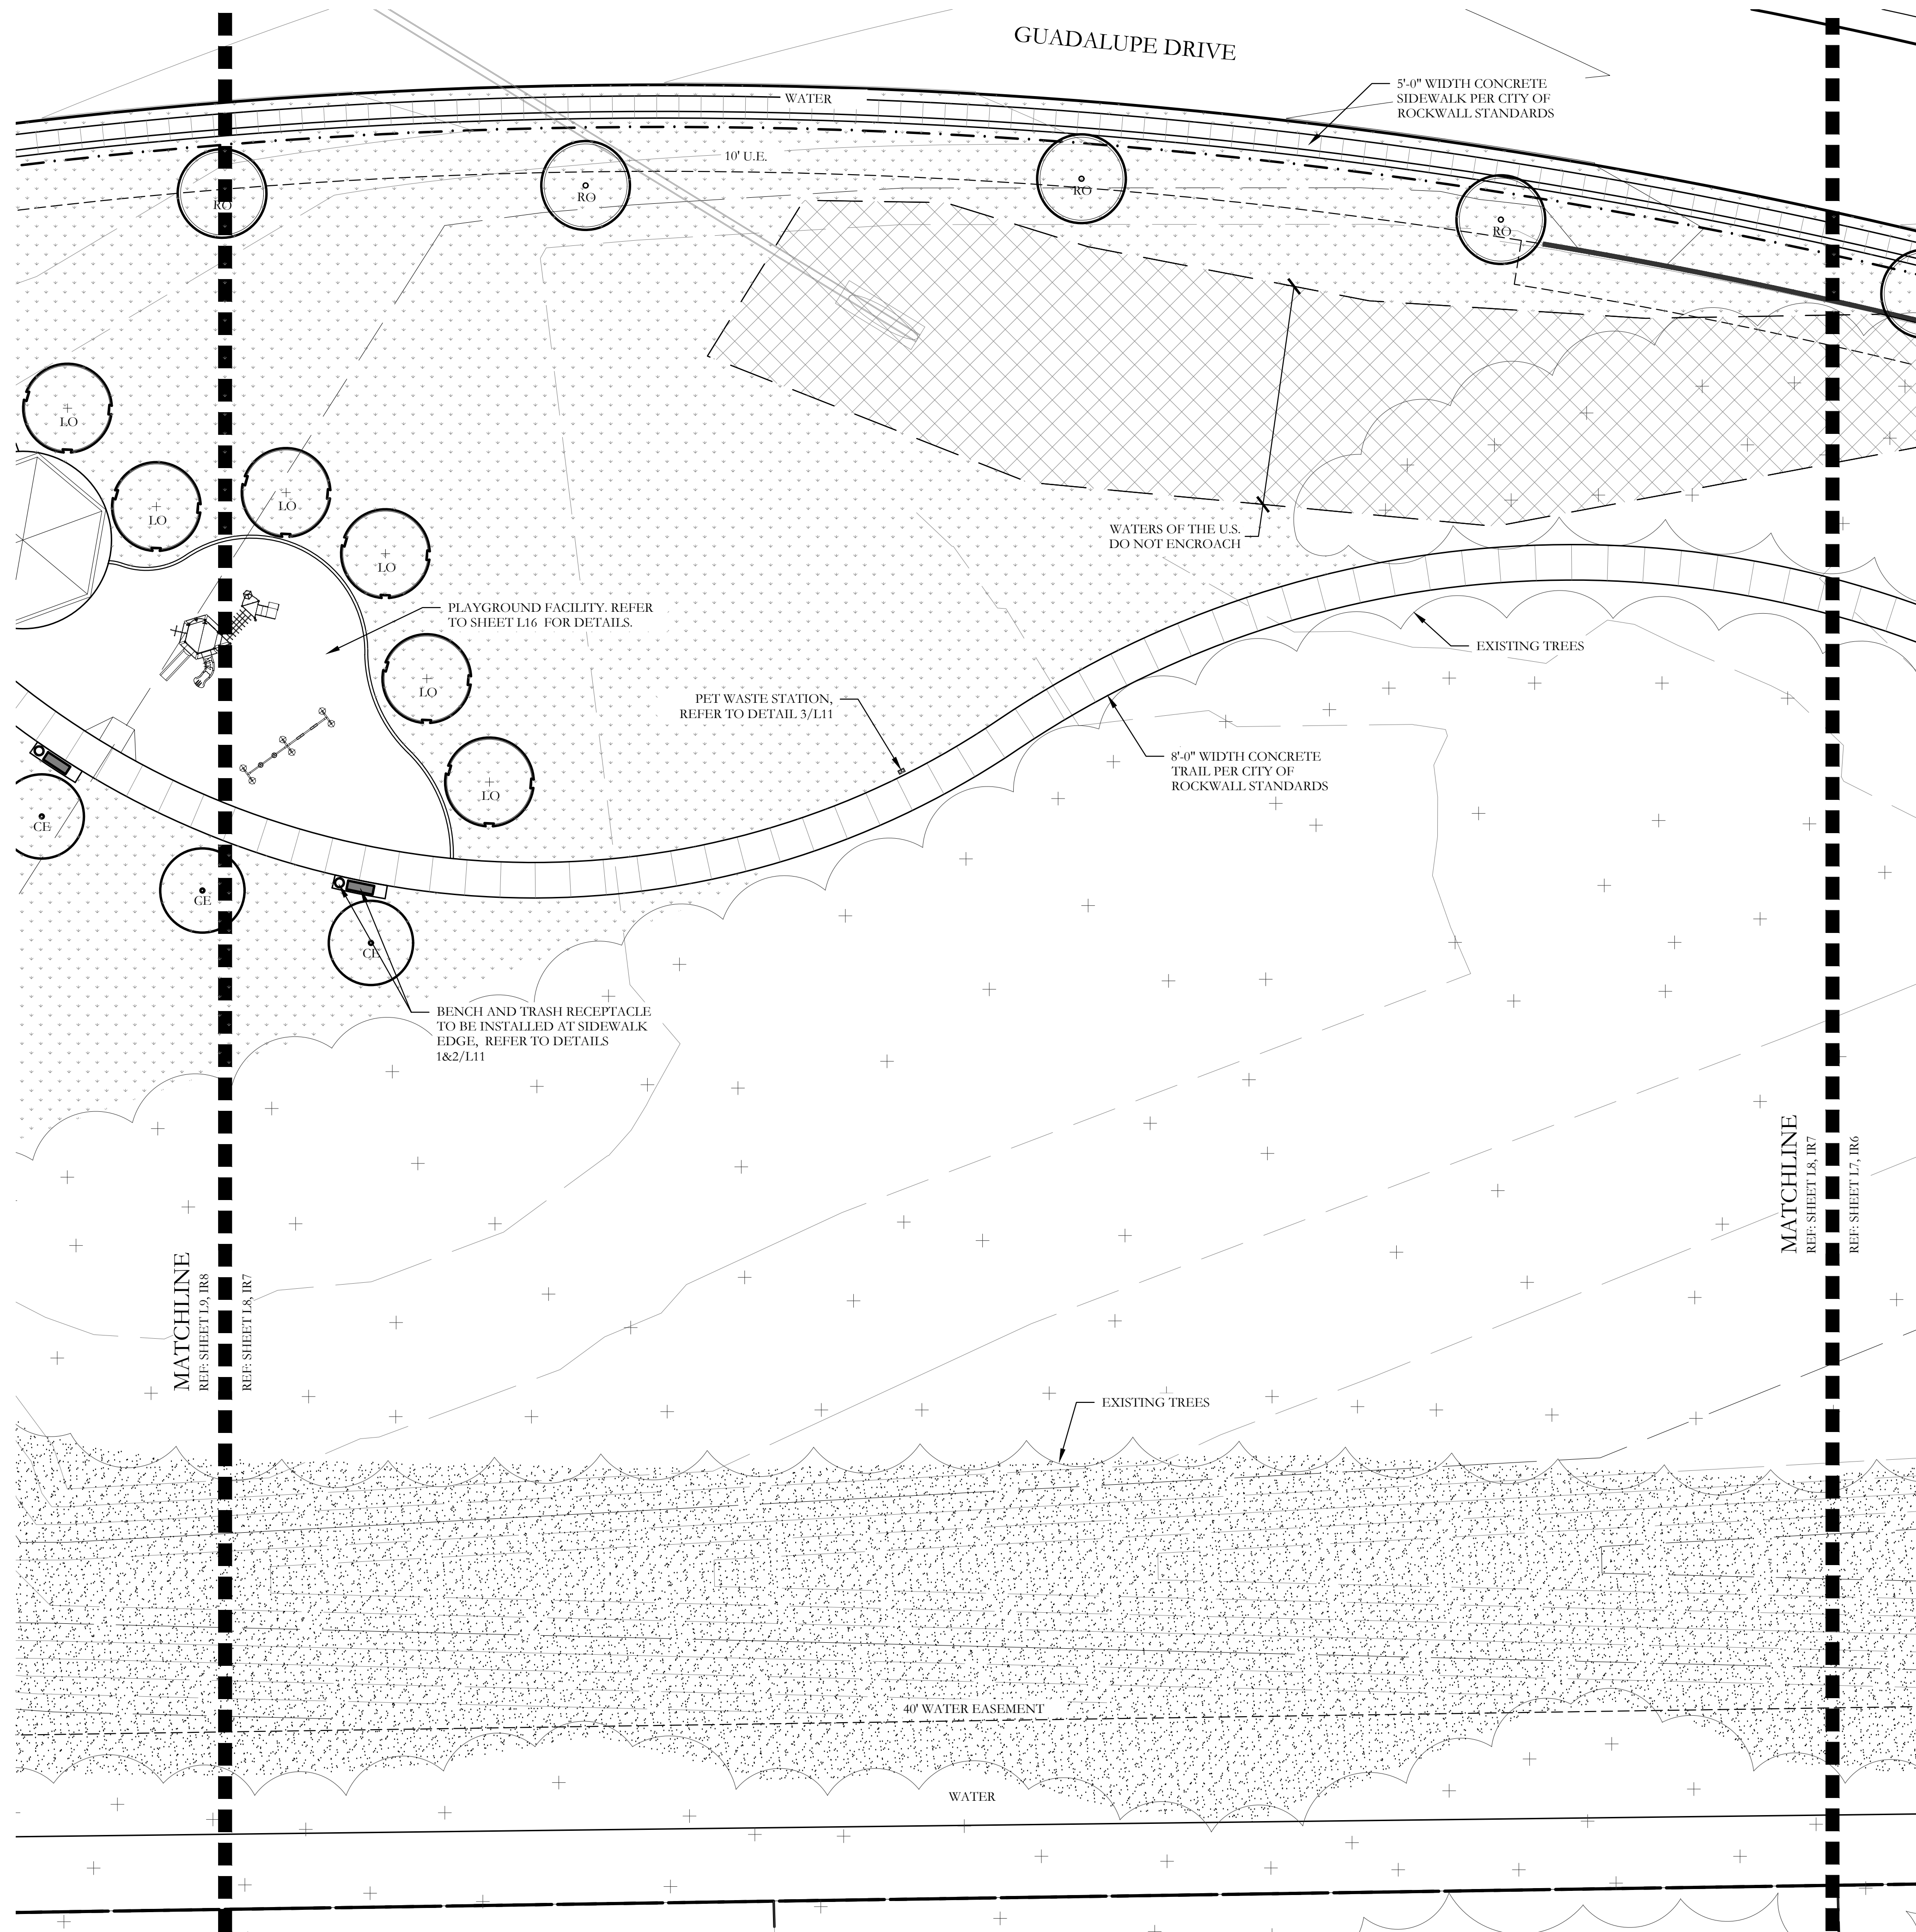 GUADALUPE DRIVE
5'-0" WIDTH CONCRETE
SIDEWALK PER CITY OF
ROCKWALL STANDARDS
WATER
10' U.E.
RO
RO
RO
RO
LO
LO
LO
LO
LO
LO
WATERS OF THE U.S.
DO NOT ENCROACH
PLAYGROUND FACILITY. REFER
TO SHEET L16 FOR DETAILS.
EXISTING TREES
PET WASTE STATION,
REFER TO DETAIL 3/L11
8'-0" WIDTH CONCRETE
TRAIL PER CITY OF
ROCKWALL STANDARDS
CE
CE
CE
BENCH AND TRASH RECEPTACLE
TO BE INSTALLED AT SIDEWALK
EDGE, REFER TO DETAILS
1&2/L11
MATCHLINE
REF: SHEET L8, IR7
REF: SHEET L7, IR6
MATCHLINE
REF: SHEET L9, IR8
REF: SHEET L8, IR7
EXISTING TREES
40' WATER EASEMENT
WATER